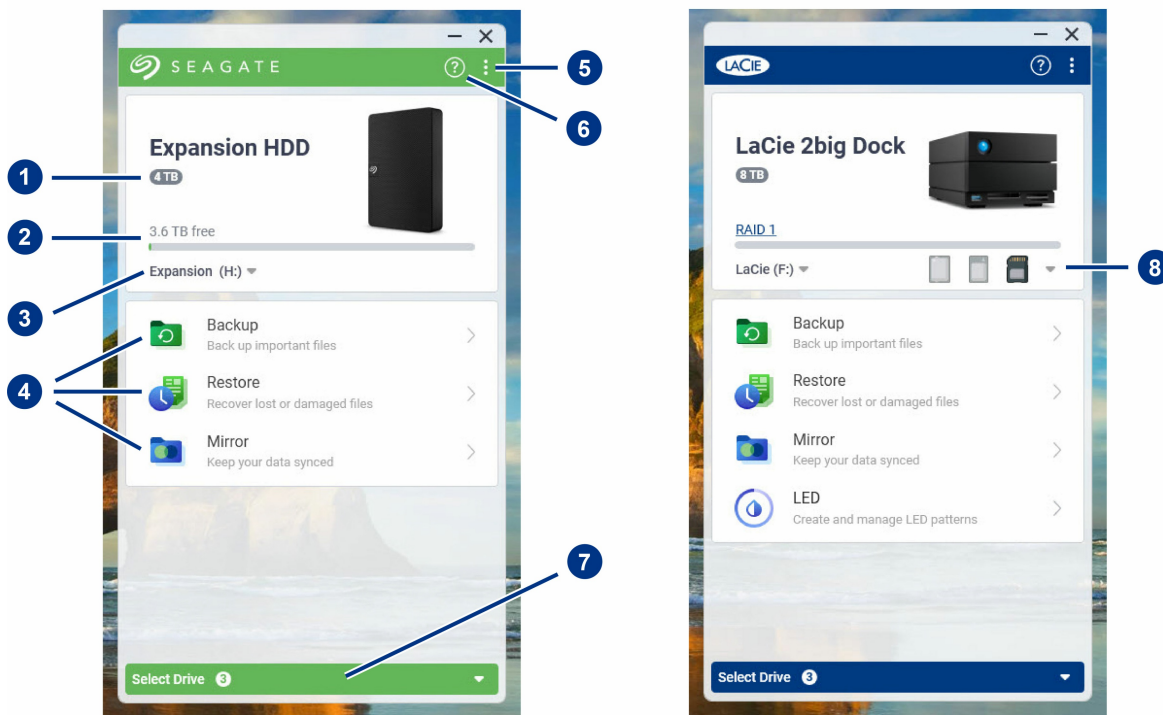 SEAGATE
5
6
Expansion HDD
1
4 TB
2
3.6 TB free
3
Expansion (H:)
4
Backup
Back up important files
Restore
Recover lost or damaged files
Mirror
Keep your data synced
7
Select Drive 3
LACIE
LaCie 2big Dock
8 TB
RAID 1
LaCie (F:)
8
Backup
Back up important files
Restore
Recover lost or damaged files
Mirror
Keep your data synced
LED
Create and manage LED patterns
Select Drive 3